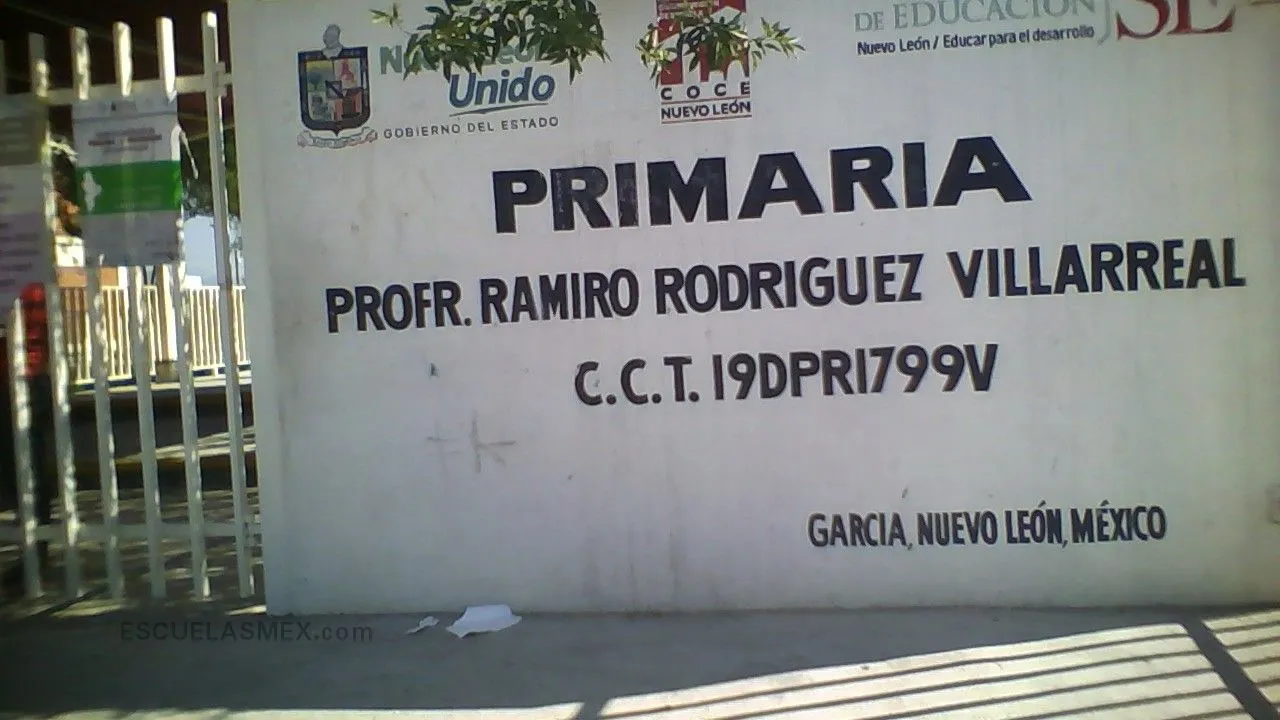 Unido
GOBIERNO DEL ESTADO
COCE
NUEVO LEÓN
DE EDUCACIÓN
Nuevo León / Educar para el desarrollo
SE
PRIMARIA
PROFR. RAMIRO RODRIGUEZ VILLARREAL
C.C.T. 19DPR1799V
GARCIA, NUEVO LEÓN, MÉXICO
ESCUELASMEX.com